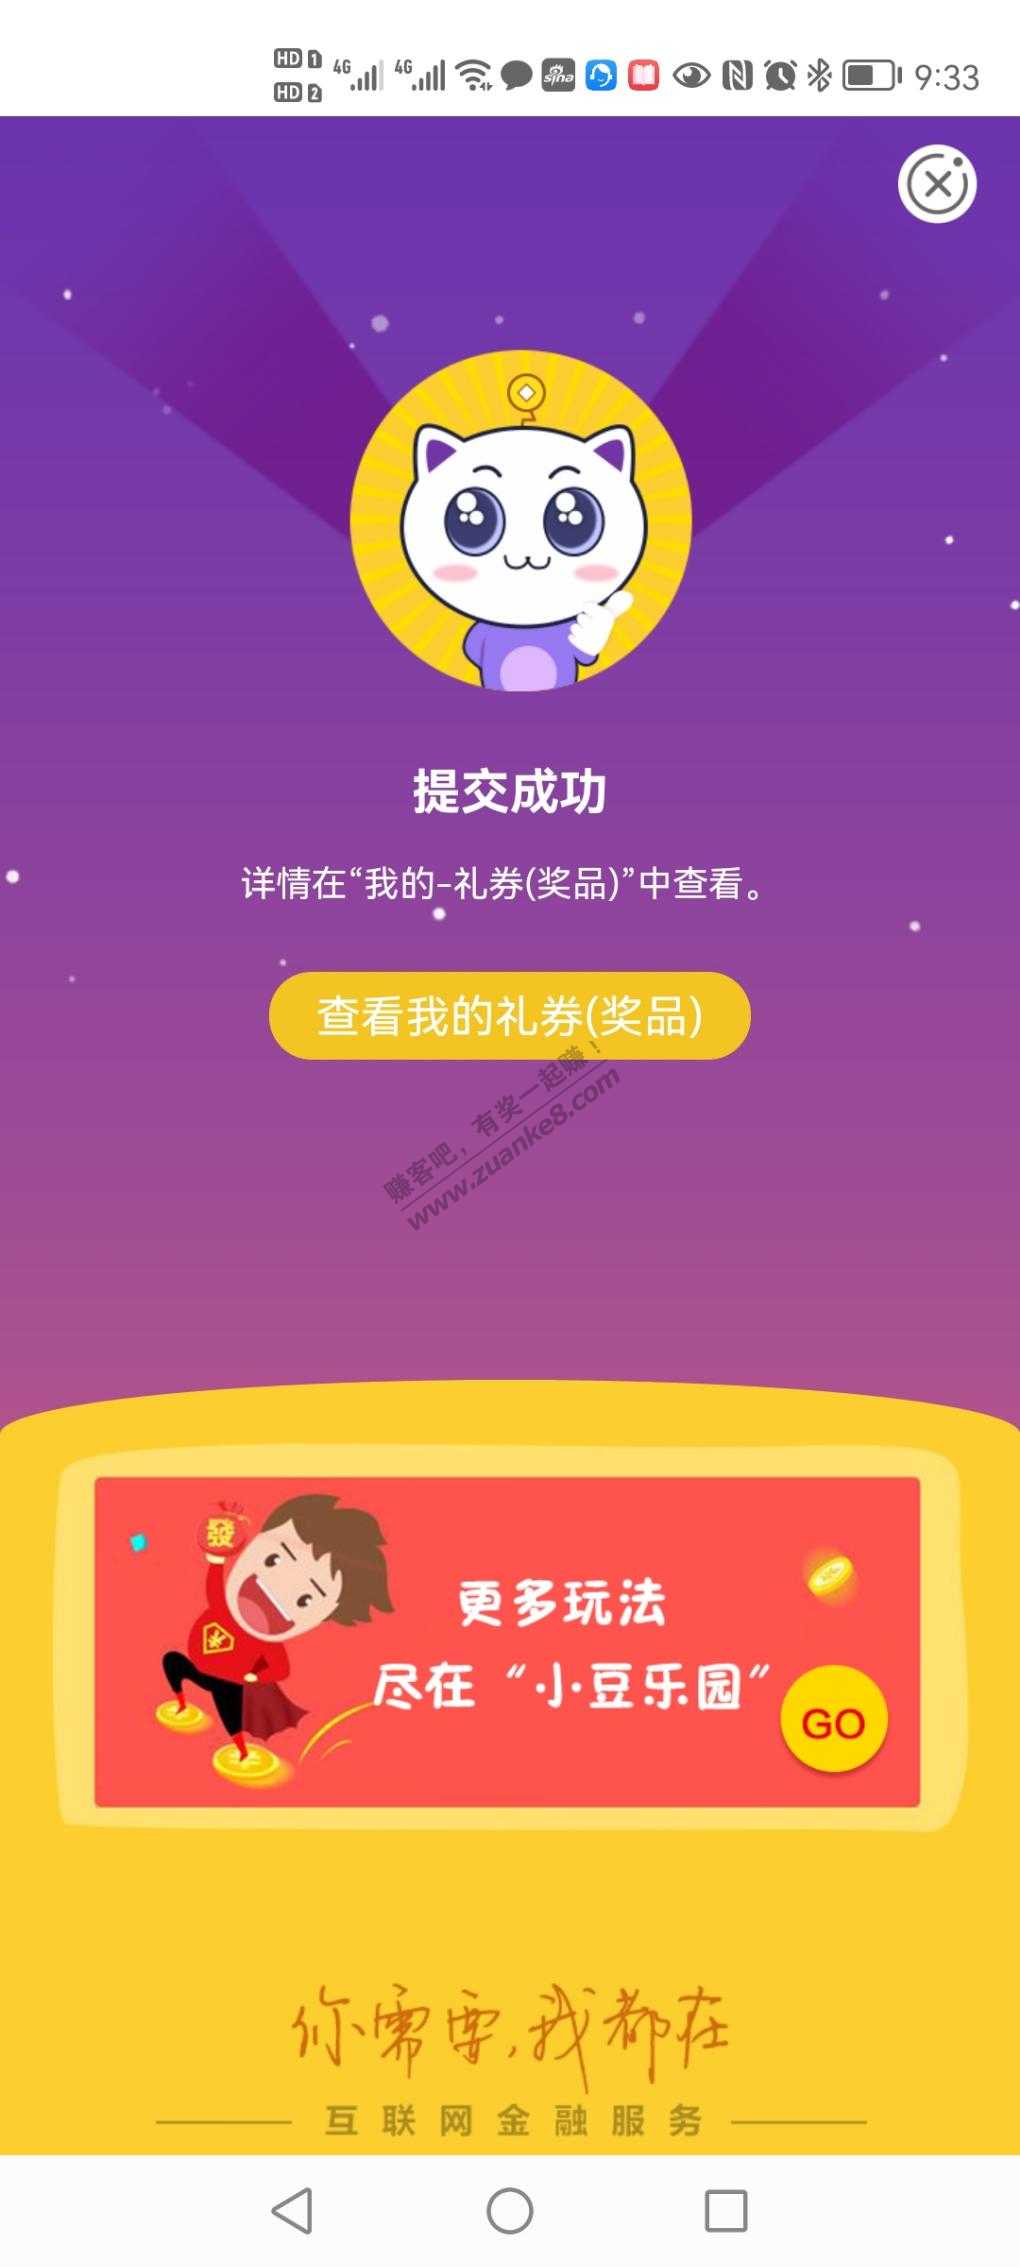 HD 1 4G 4G sina 9:33
HD 2
提交成功
详情在“我的-礼券(奖品)”中查看。
查看我的礼券(奖品)
赚客吧，有奖一起赚！
www.zuanke8.com
發
更多玩法
尽在“小豆乐园”
GO
你需要,我都在
互联网金融服务